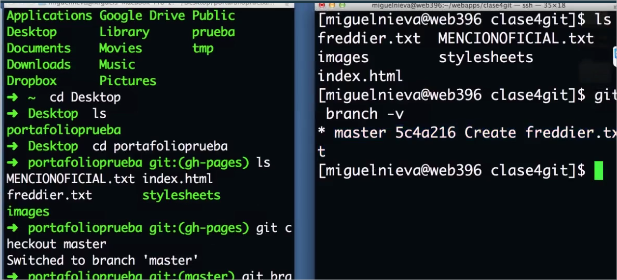 Applications Google Drive Public
Desktop Library prueba
Documents Movies tmp
Downloads Music
Dropbox Pictures
➜ ~ cd Desktop
➜ Desktop ls
portafolioprueba
➜ Desktop cd portafolioprueba
➜ portafolioprueba git:(gh-pages) ls
MENCIONOFICIAL.txt index.html
freddier.txt stylesheets
images
➜ portafolioprueba git:(gh-pages) git c
heckout master
Switched to branch 'master'
➜ portafolioprueba git:(master) git bra
miguelnieva@web396:~/webapps/clase4git — ssh — 35×18
[miguelnieva@web396 clase4git]$ ls
freddier.txt MENCIONOFICIAL.txt
images stylesheets
index.html
[miguelnieva@web396 clase4git]$ git
branch -v
* master 5c4a216 Create freddier.tx
t
[miguelnieva@web396 clase4git]$